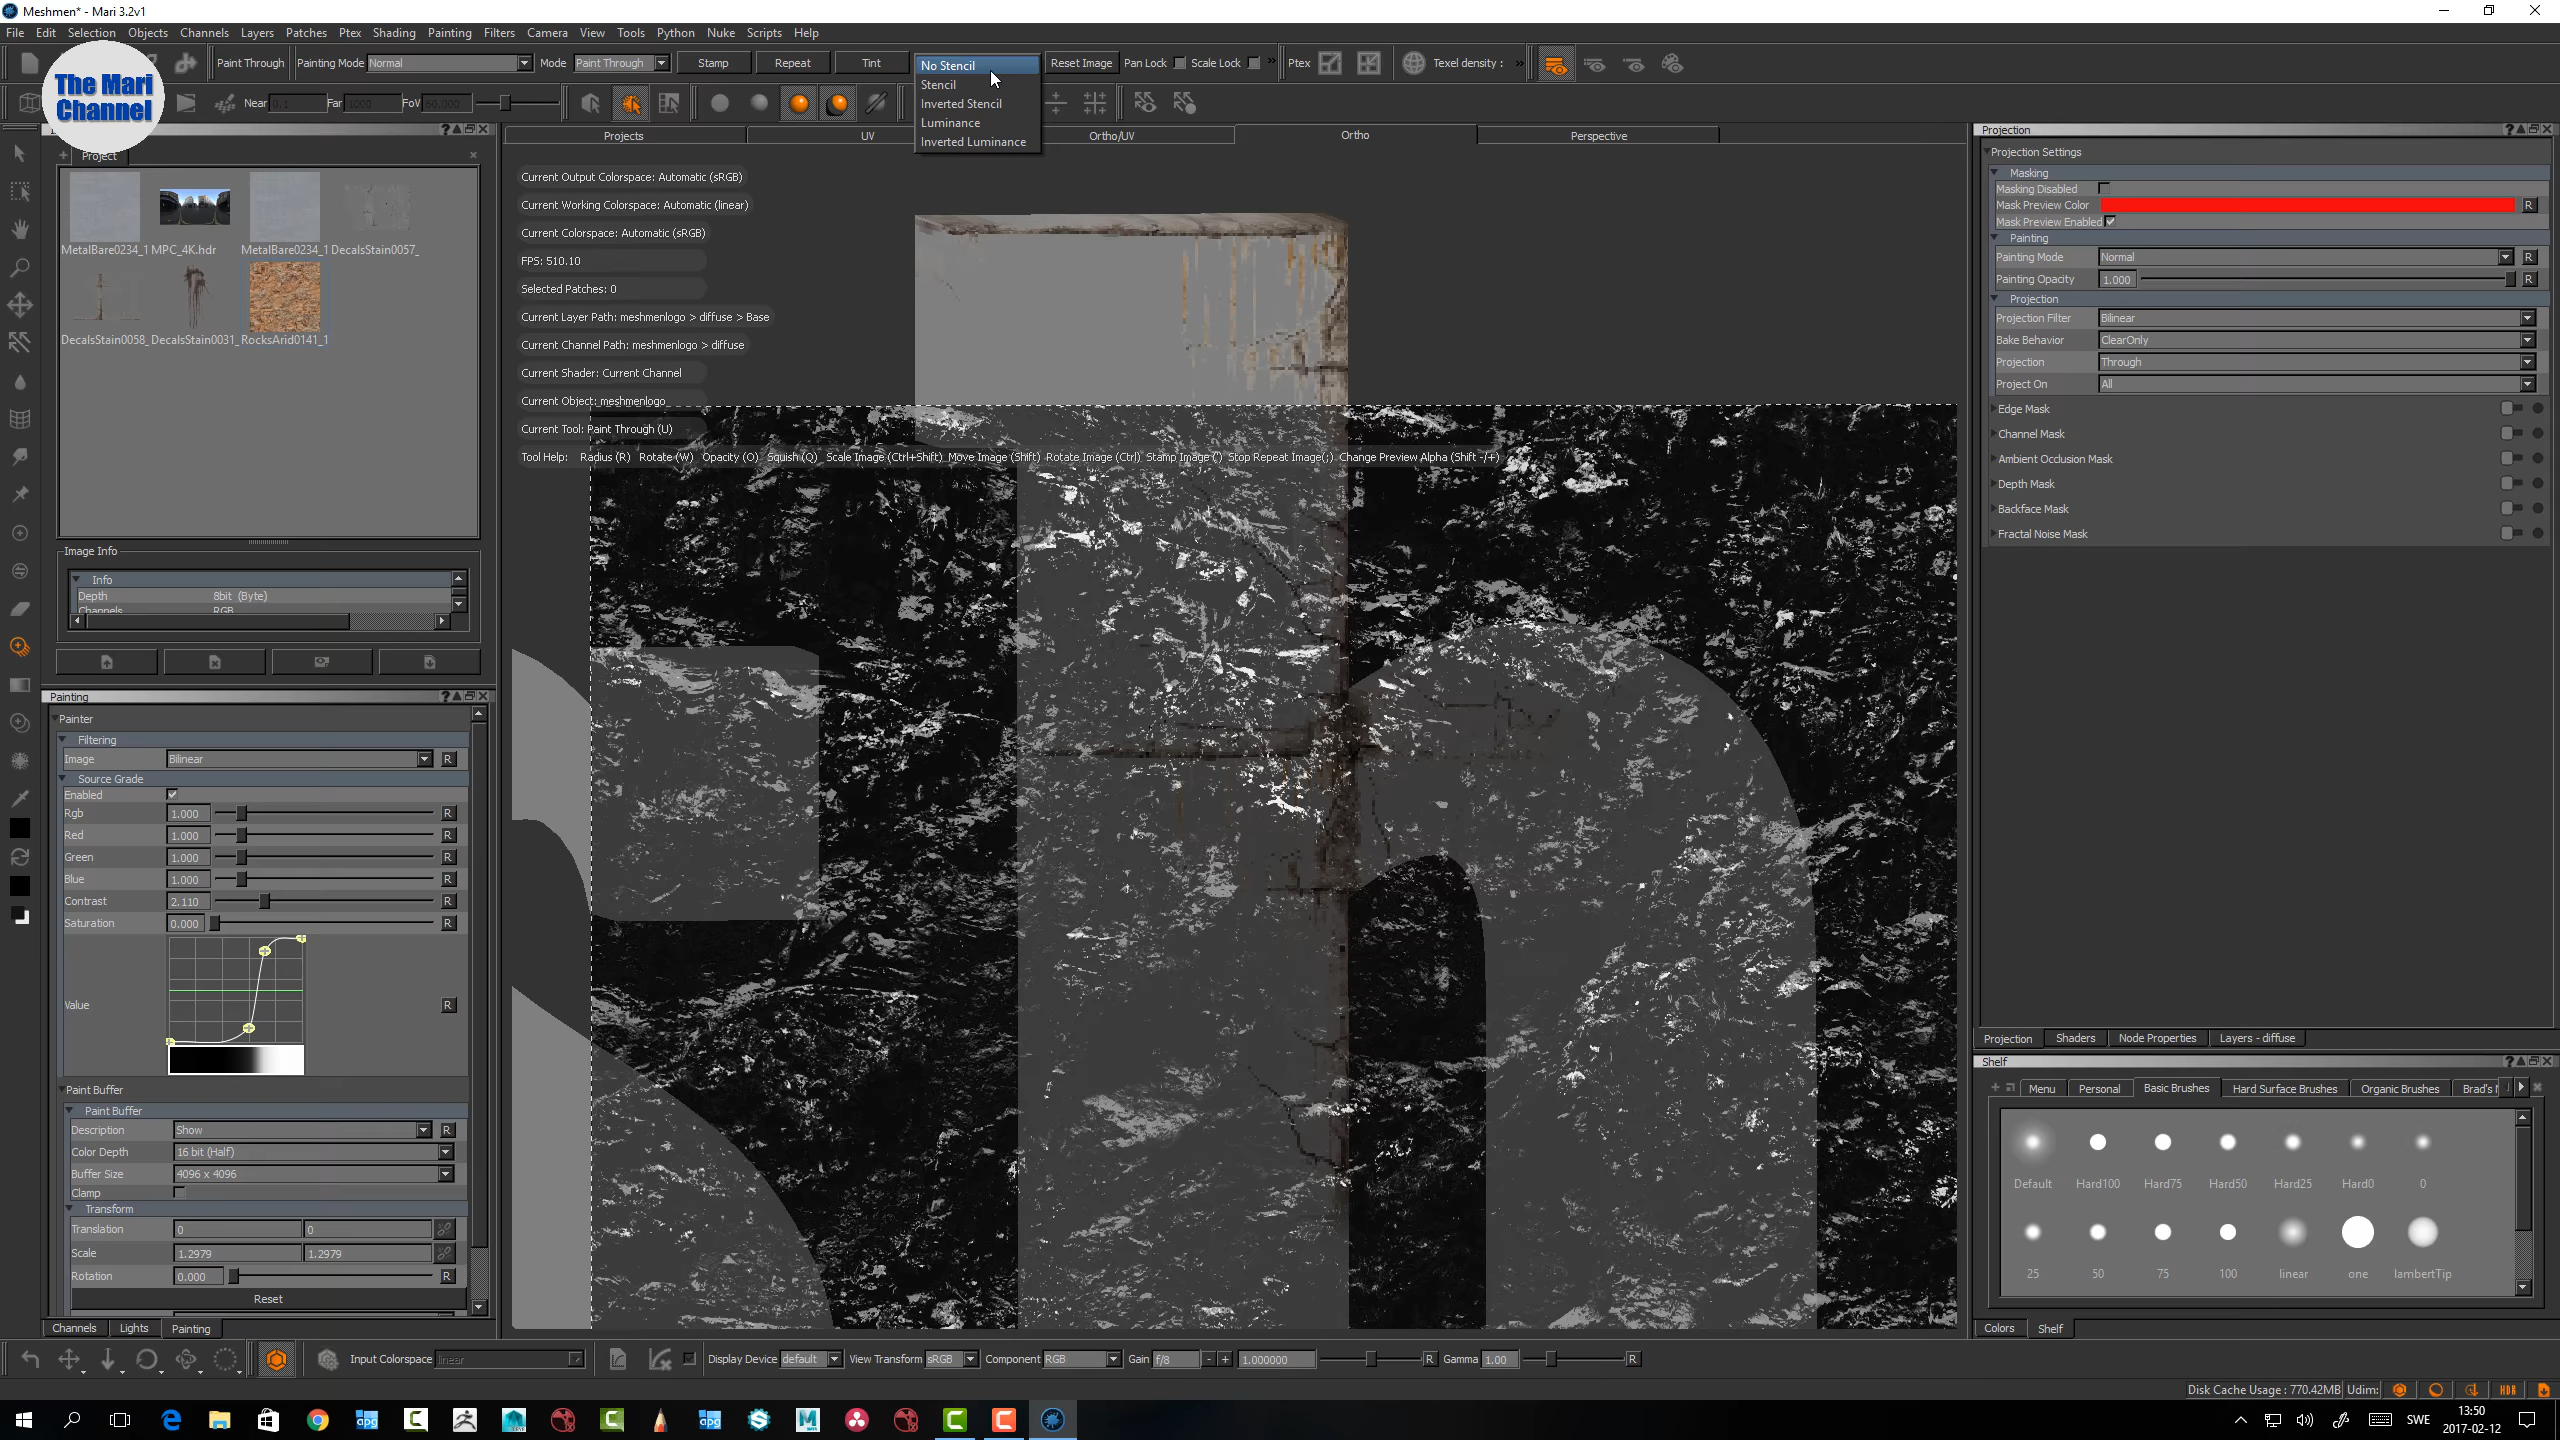 Meshmen* - Mari 3.2v1
File Edit Selection Objects Channels Layers Patches Ptex Shading Painting Filters Camera View Tools Python Nuke Scripts Help
Paint Through Painting Mode Normal Mode Paint Through Stamp Repeat Tint Reset Image Pan Lock Scale Lock Ptex Texel density :
No Stencil
Stencil
Inverted Stencil
Luminance
Inverted Luminance
The Mari
Channel
Near 0.1 Far 1000 FoV 60.000
Project
MetalBare0234_1 MPC_4K.hdr MetalBare0234_1 DecalsStain0057_
DecalsStain0058_ DecalsStain0031_ RocksArid0141_1
Image Info
Info
Depth 8bit (Byte)
Channels RGB
Painting
Painter
Filtering
Image Bilinear R
Source Grade
Enabled
Rgb 1.000 R
Red 1.000 R
Green 1.000 R
Blue 1.000 R
Contrast 2.110 R
Saturation 0.000 R
Value R
Paint Buffer
Paint Buffer
Description Show R
Color Depth 16 bit (Half)
Buffer Size 4096 x 4096
Clamp
Transform
Translation 0 0
Scale 1.2979 1.2979
Rotation 0.000 R
Reset
Channels Lights Painting
Projects UV Ortho/UV Ortho Perspective
Current Output Colorspace: Automatic (sRGB)
Current Working Colorspace: Automatic (linear)
Current Colorspace: Automatic (sRGB)
FPS: 510.10
Selected Patches: 0
Current Layer Path: meshmenlogo > diffuse > Base
Current Channel Path: meshmenlogo > diffuse
Current Shader: Current Channel
Current Object: meshmenlogo
Current Tool: Paint Through (U)
Tool Help: Radius (R) Rotate (W) Opacity (O) Squish (Q) Scale Image (Ctrl+Shift) Move Image (Shift) Rotate Image (Ctrl) Stamp Image (') Stop Repeat Image(;) Change Preview Alpha (Shift -/+)
Projection
Projection Settings
Masking
Masking Disabled
Mask Preview Color R
Mask Preview Enabled
Painting
Painting Mode Normal R
Painting Opacity 1.000 R
Projection
Projection Filter Bilinear
Bake Behavior ClearOnly
Projection Through
Project On All
Edge Mask
Channel Mask
Ambient Occlusion Mask
Depth Mask
Backface Mask
Fractal Noise Mask
Projection Shaders Node Properties Layers - diffuse
Shelf
Menu Personal Basic Brushes Hard Surface Brushes Organic Brushes Brad's
Default Hard100 Hard75 Hard50 Hard25 Hard0 0
25 50 75 100 linear one lambertTip
Colors Shelf
Input Colorspace linear Display Device default View Transform sRGB Component RGB Gain f/8 - + 1.000000 R Gamma 1.00 R
Disk Cache Usage : 770.42MB Udim: HDR
SWE
13:50
2017-02-12